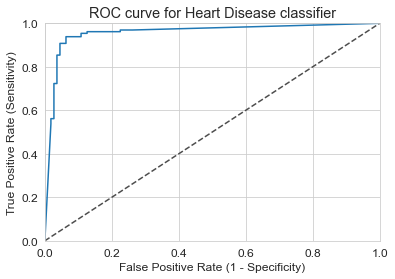 ROC curve for Heart Disease classifier
1.0
0.8
0.6
0.4
0.2
0.0
True Positive Rate (Sensitivity)
0.0 0.2 0.4 0.6 0.8 1.0
False Positive Rate (1 - Specificity)